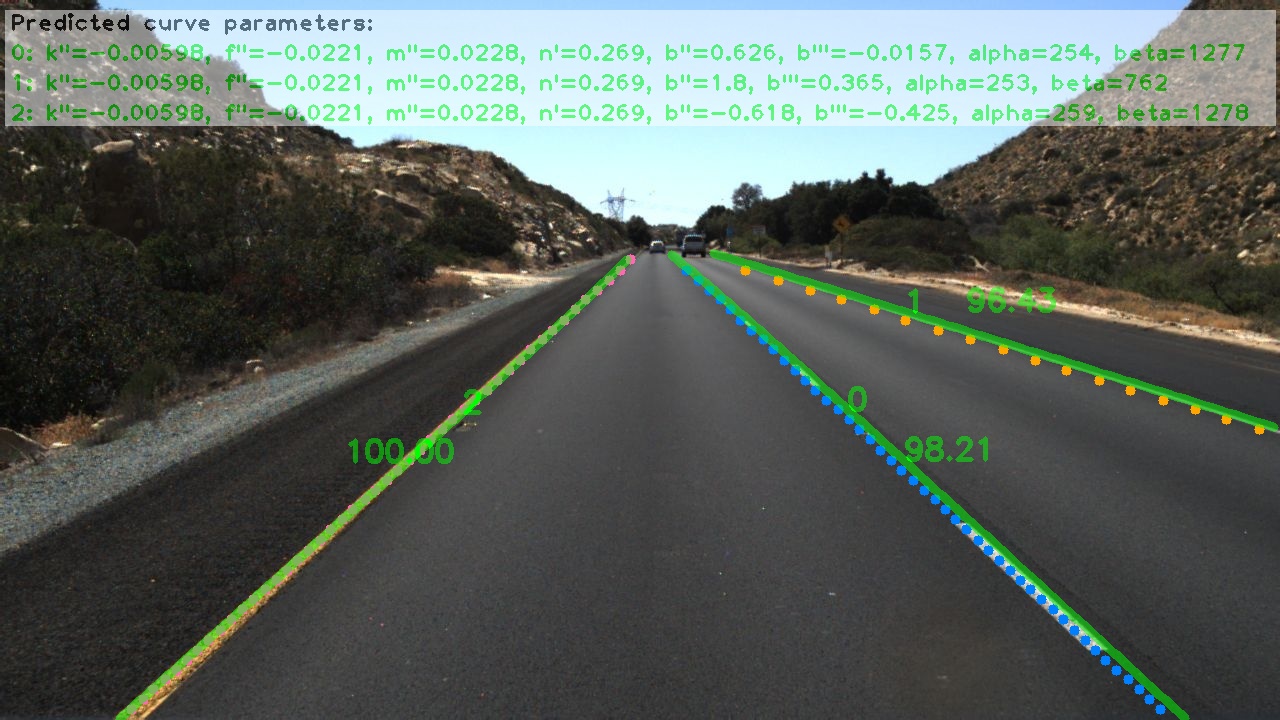 Predicted curve parameters:
0: k''=-0.00598, f''=-0.0221, m''=0.0228, n'=0.269, b''=0.626, b'''=-0.0157, alpha=254, beta=1277
1: k''=-0.00598, f''=-0.0221, m''=0.0228, n'=0.269, b''=1.8, b'''=0.365, alpha=253, beta=762
2: k''=-0.00598, f''=-0.0221, m''=0.0228, n'=0.269, b''=-0.618, b'''=-0.425, alpha=259, beta=1278
1 96.43
2 0
100.00 98.21